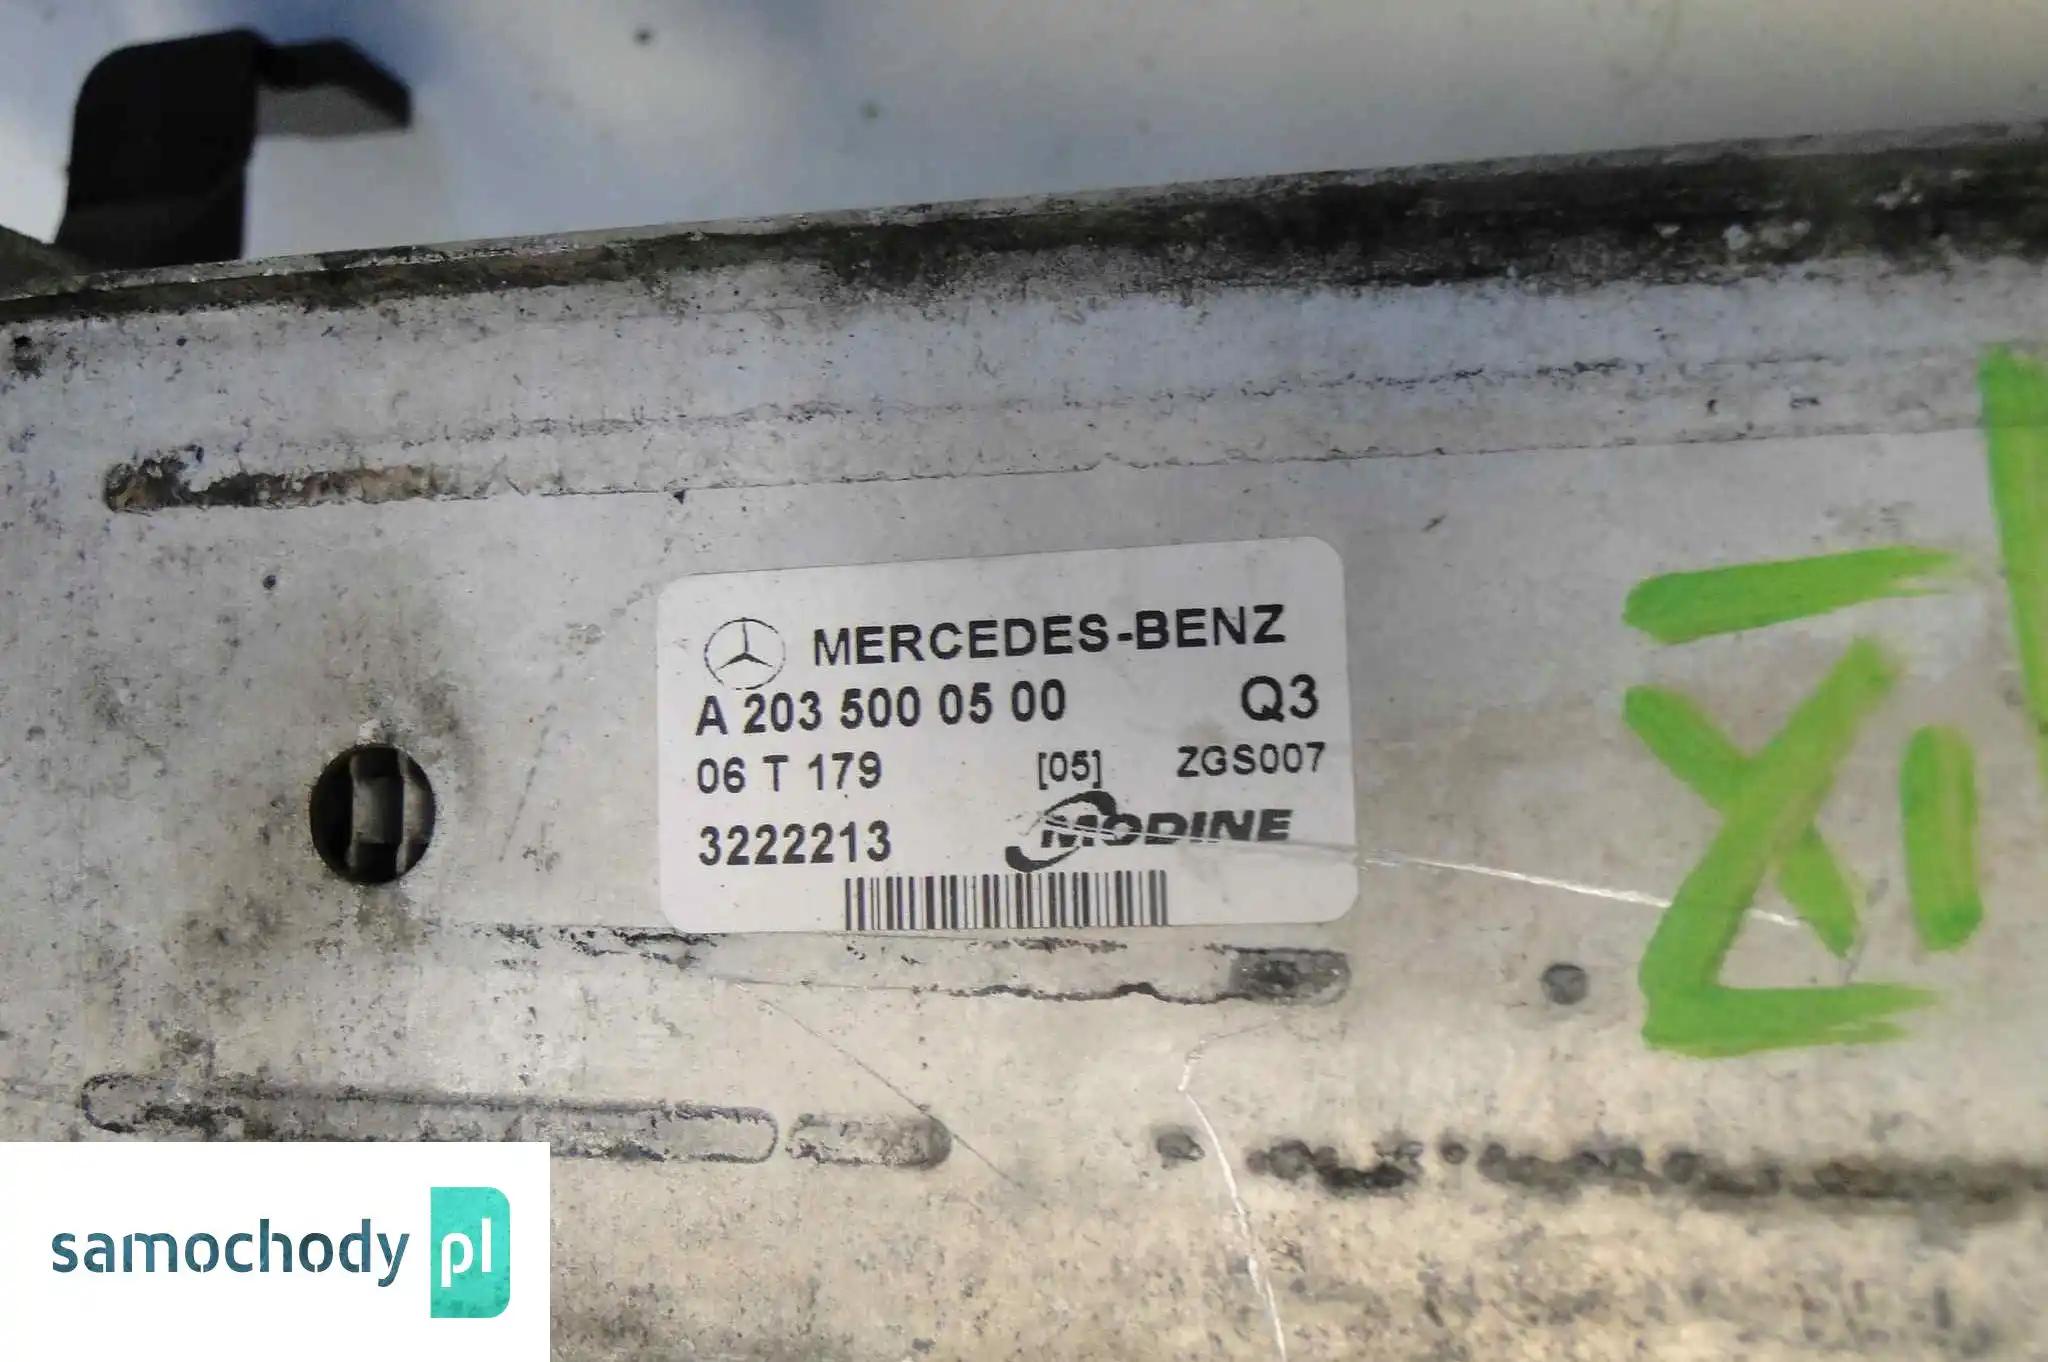 MERCEDES-BENZ
A 203 500 05 00 Q3
06 T 179 [05] ZGS007
3222213 MODINE
samochody pl